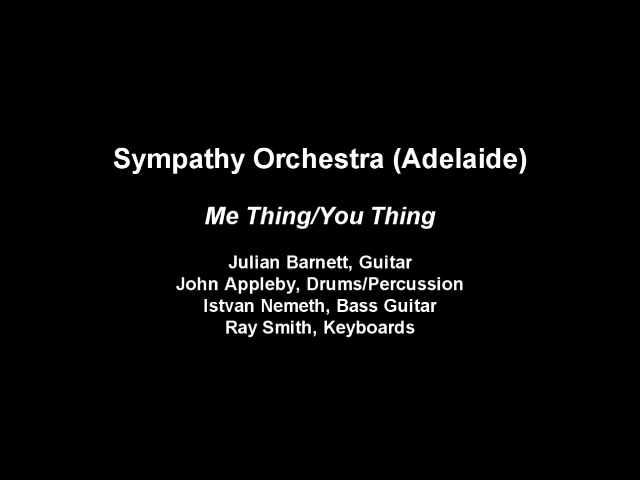 Sympathy Orchestra (Adelaide)
Me Thing/You Thing
Julian Barnett, Guitar
John Appleby, Drums/Percussion
Istvan Nemeth, Bass Guitar
Ray Smith, Keyboards